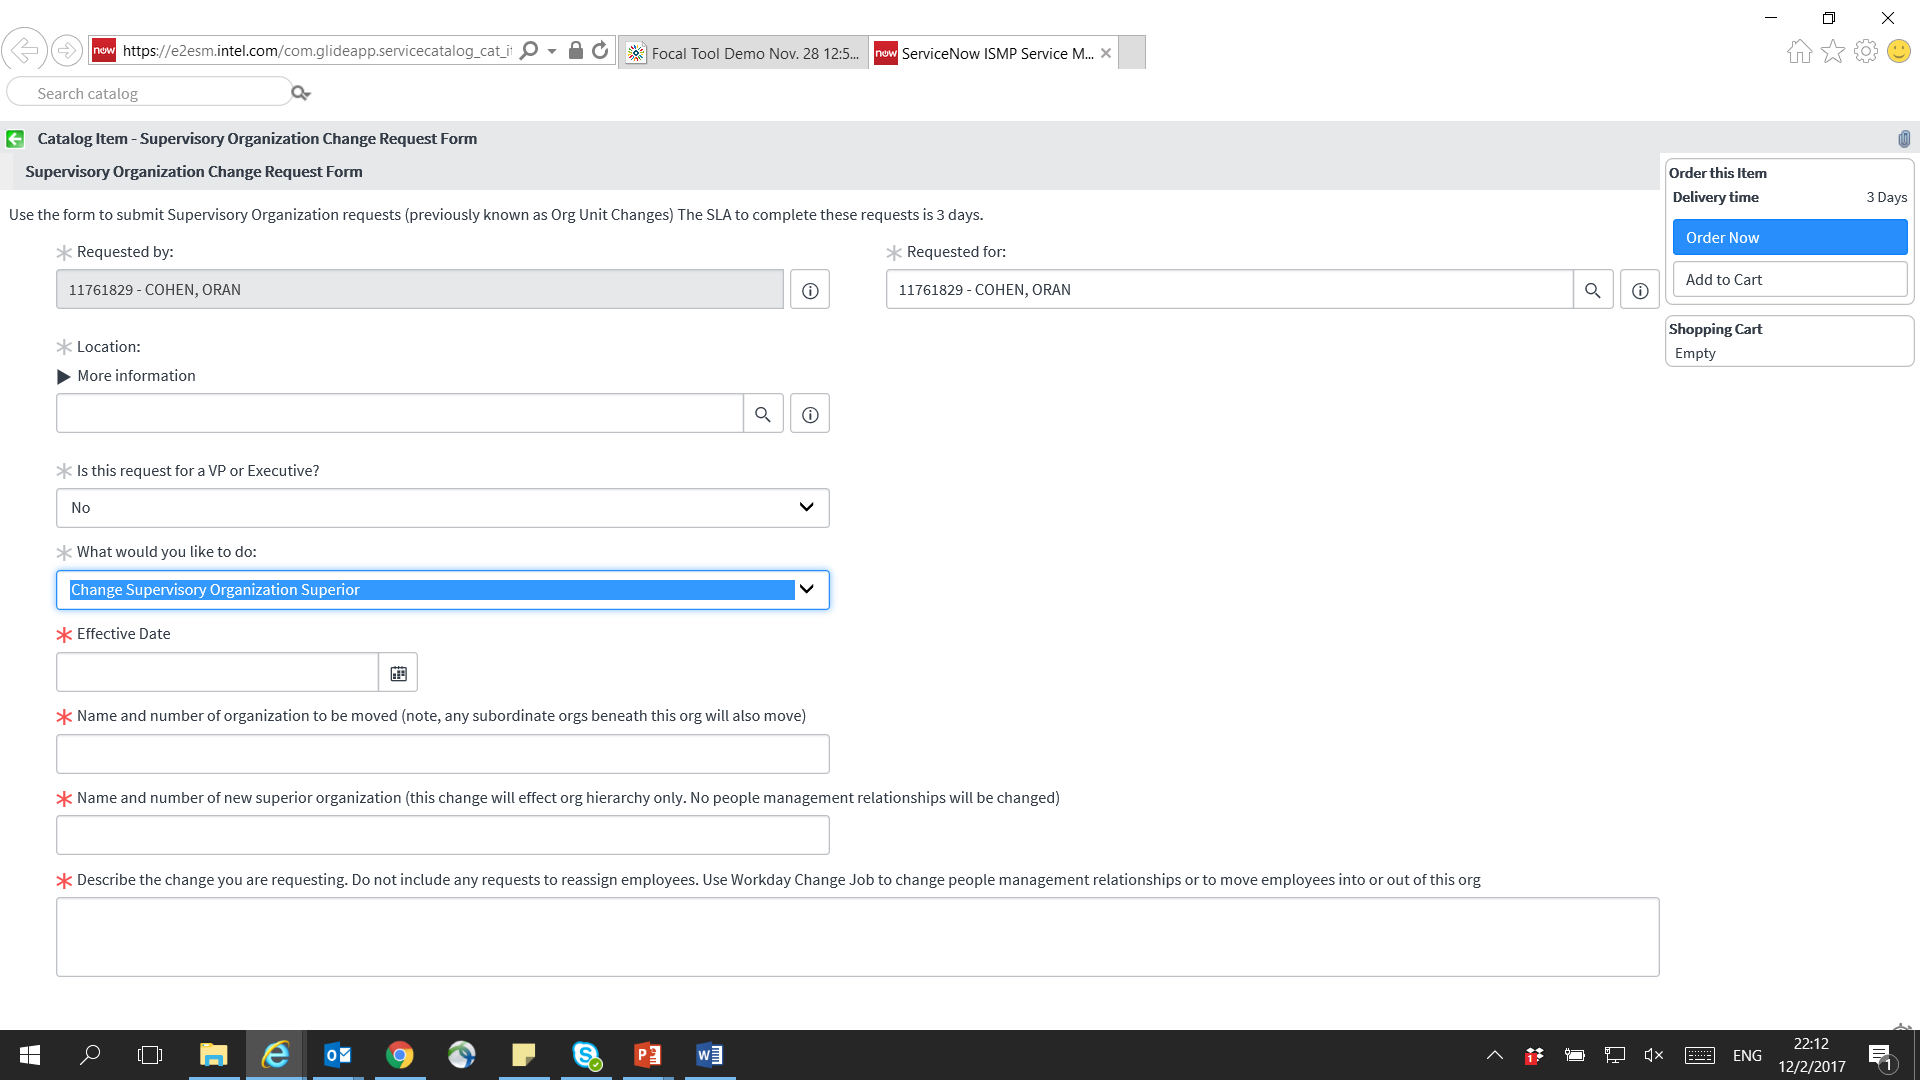 now https://e2esm.intel.com/com.glideapp.servicecatalog_cat_it
Focal Tool Demo Nov. 28 12:5...
now ServiceNow ISMP Service M...
Search catalog
Catalog Item - Supervisory Organization Change Request Form
Supervisory Organization Change Request Form
Order this Item
Delivery time 3 Days
Order Now
Add to Cart
Shopping Cart
Empty
Use the form to submit Supervisory Organization requests (previously known as Org Unit Changes) The SLA to complete these requests is 3 days.
Requested by:
11761829 - COHEN, ORAN
Requested for:
11761829 - COHEN, ORAN
Location:
More information
Is this request for a VP or Executive?
No
What would you like to do:
Change Supervisory Organization Superior
Effective Date
Name and number of organization to be moved (note, any subordinate orgs beneath this org will also move)
Name and number of new superior organization (this change will effect org hierarchy only. No people management relationships will be changed)
Describe the change you are requesting. Do not include any requests to reassign employees. Use Workday Change Job to change people management relationships or to move employees into or out of this org
1
ENG
22:12
12/2/2017
1